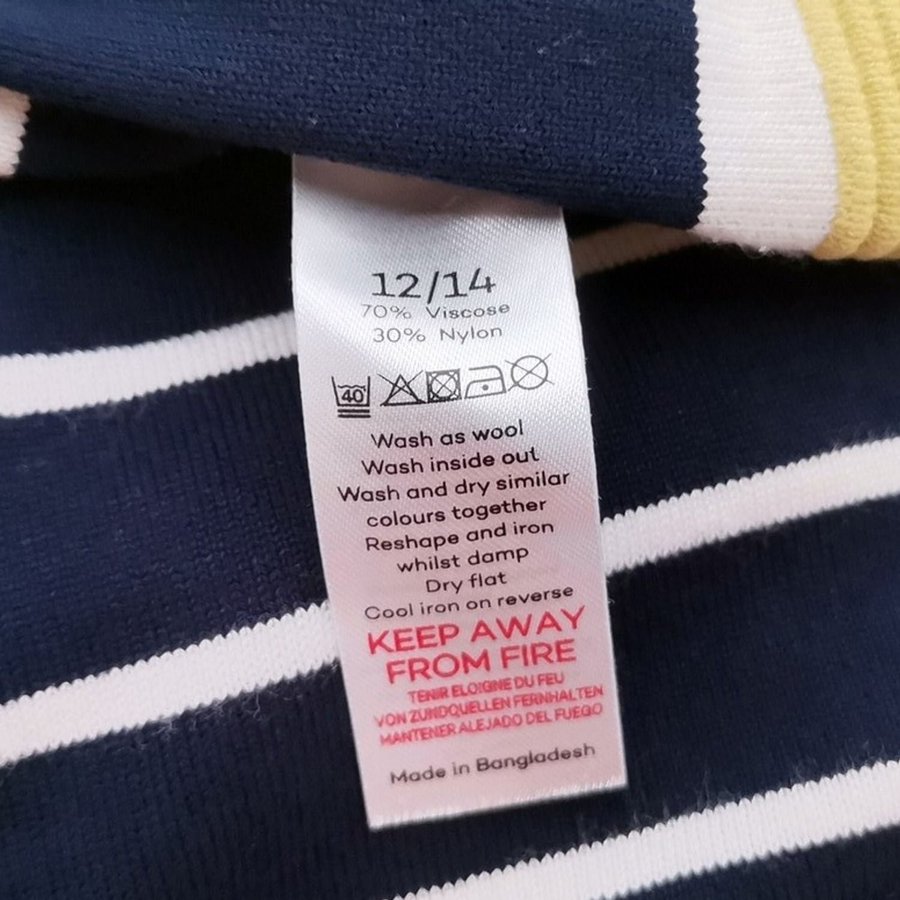 12/14
70% Viscose
30% Nylon
40
Wash as wool
Wash inside out
Wash and dry similar
colours together
Reshape and iron
whilst damp
Dry flat
Cool iron on reverse
KEEP AWAY
FROM FIRE
TENIR ELOIGNE DU FEU
VON ZUNDQUELLEN FERNHALTEN
MANTENER ALEJADO DEL FUEGO
Made in Bangladesh